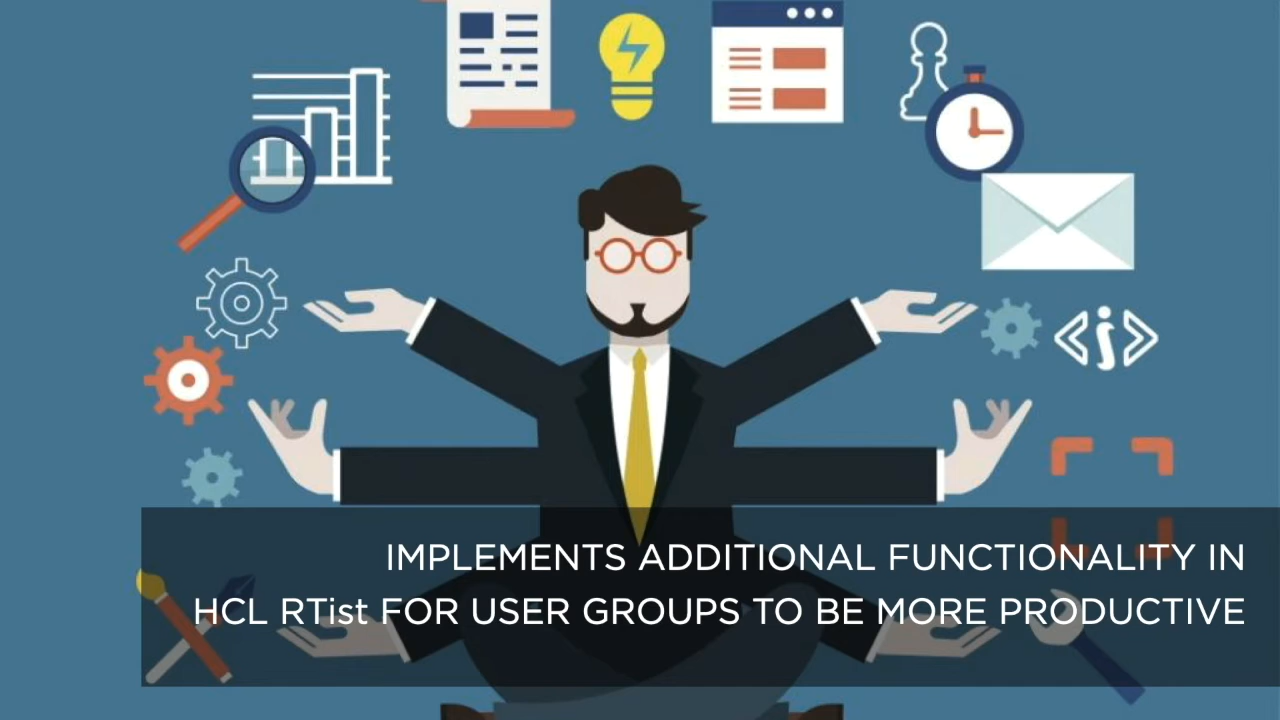 IMPLEMENTS ADDITIONAL FUNCTIONALITY IN
HCL RTist FOR USER GROUPS TO BE MORE PRODUCTIVE